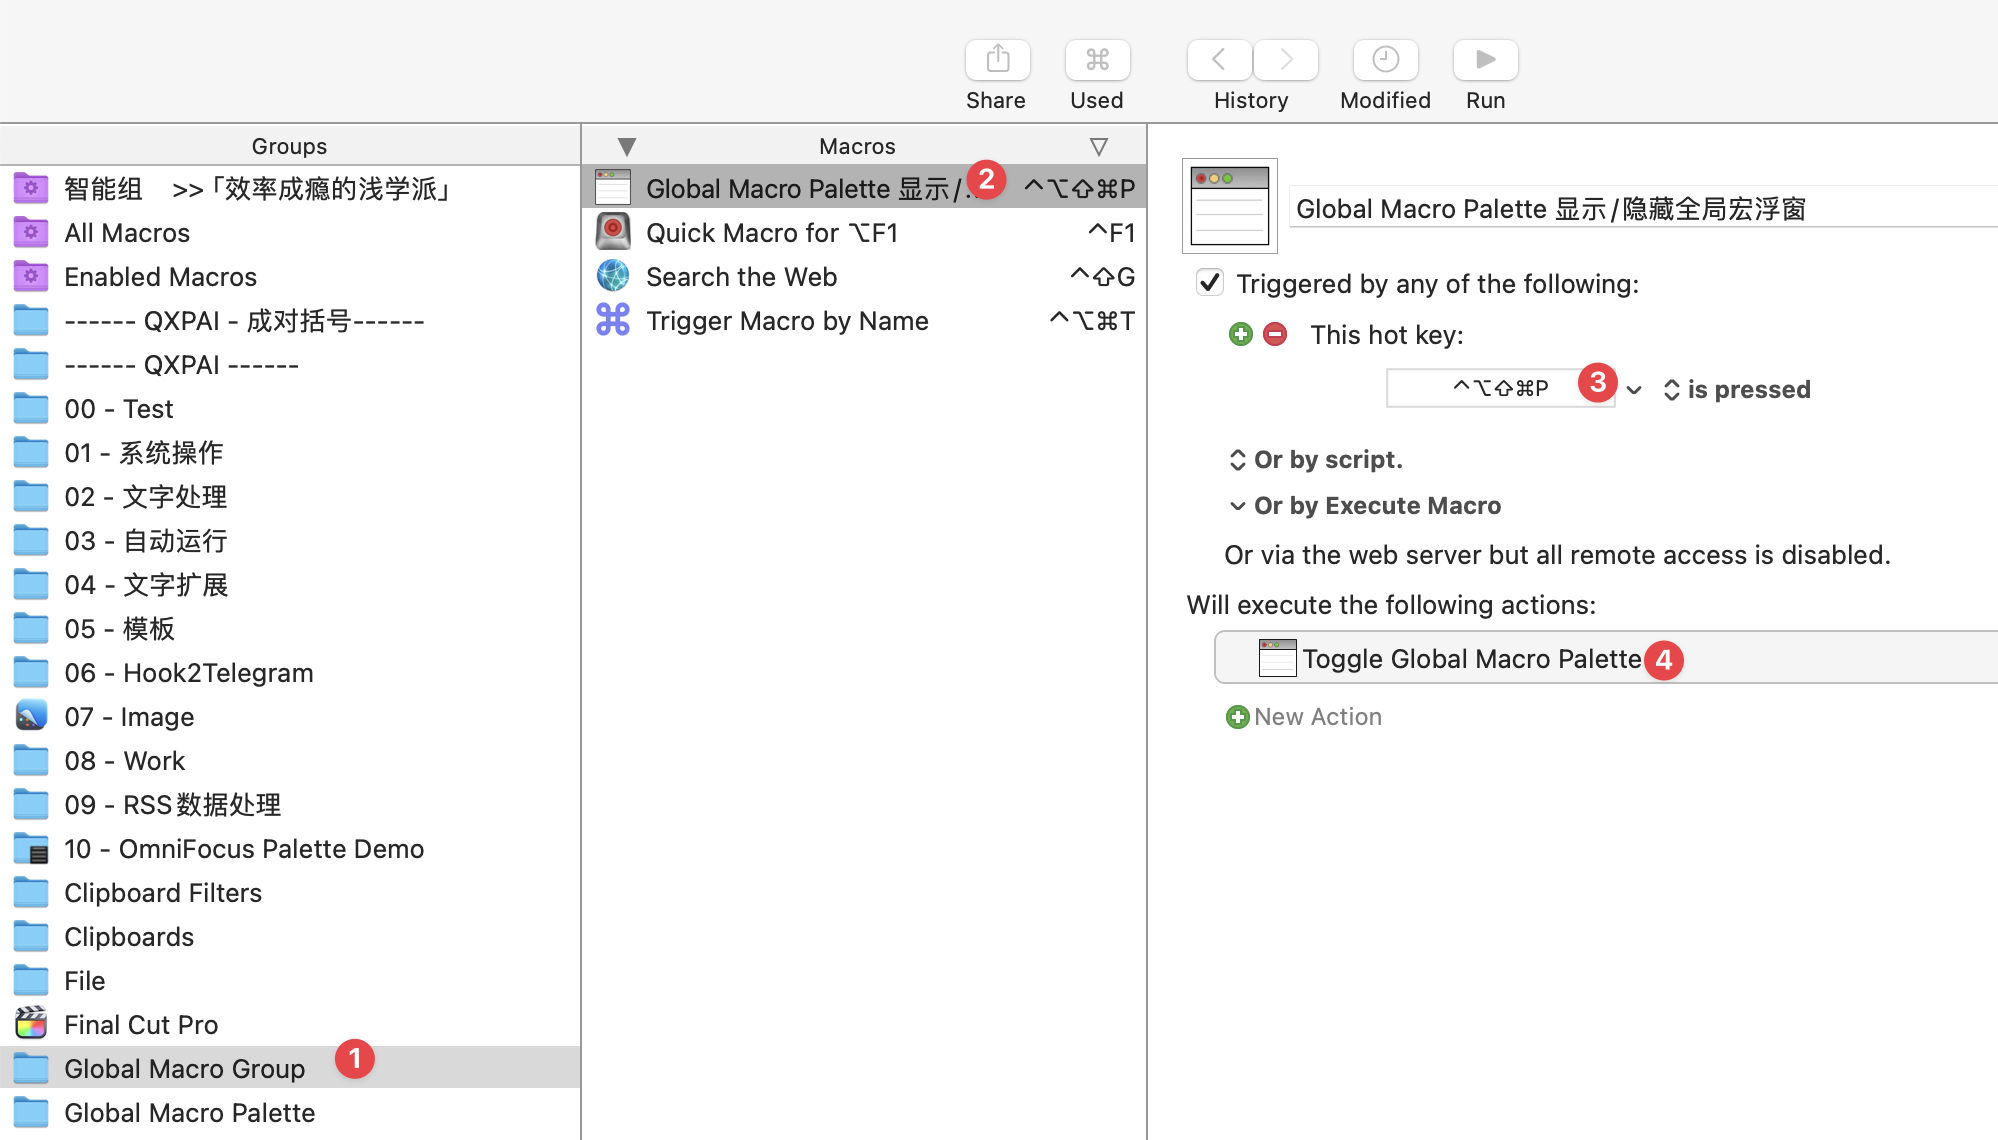 Share
Used
History
Modified
Run
Groups
智能组 >>「效率成瘾的浅学派」
All Macros
Enabled Macros
------ QXPAI - 成对括号------
------ QXPAI ------
00 - Test
01 - 系统操作
02 - 文字处理
03 - 自动运行
04 - 文字扩展
05 - 模板
06 - Hook2Telegram
07 - Image
08 - Work
09 - RSS数据处理
10 - OmniFocus Palette Demo
Clipboard Filters
Clipboards
File
Final Cut Pro
Global Macro Group 1
Global Macro Palette
Macros
Global Macro Palette 显示/... 2 ⌃⌥⇧⌘P
Quick Macro for ⌥F1 ⌃F1
Search the Web ⌃⇧G
Trigger Macro by Name ⌃⌥⌘T
Global Macro Palette 显示/隐藏全局宏浮窗
Triggered by any of the following:
This hot key:
⌃⌥⇧⌘P 3 is pressed
Or by script.
Or by Execute Macro
Or via the web server but all remote access is disabled.
Will execute the following actions:
Toggle Global Macro Palette 4
New Action